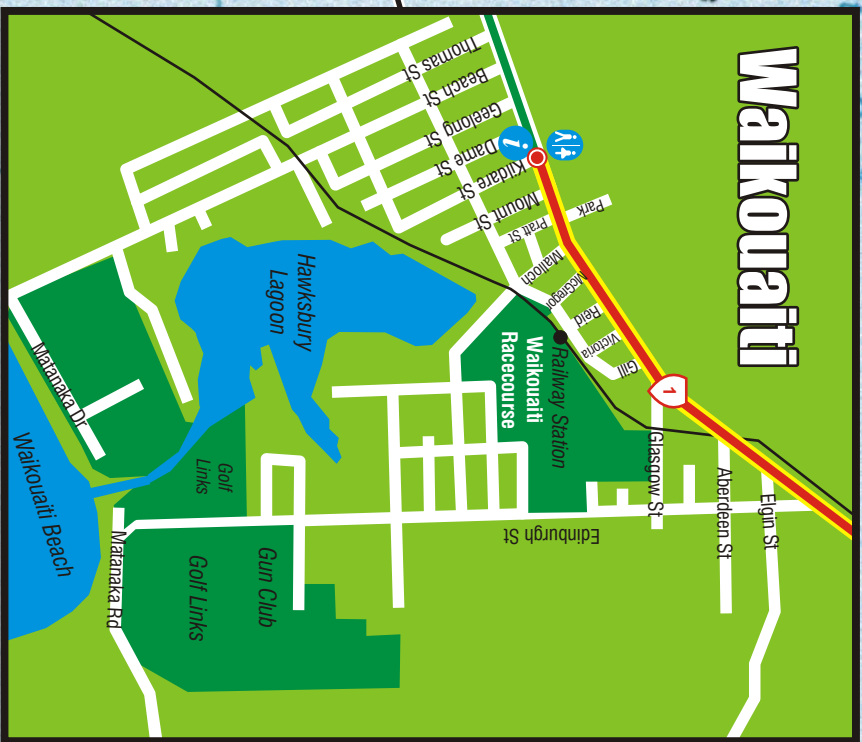 Waikouaiti
Thomas St
Beach St
Geelong St
Dame St
Kildare St
Mount St
Pratt St
Park
Malloch
McGregor
Reid
Victoria
Gill
i
1
Hawksbury
Lagoon
Waikouaiti
Racecourse
Railway Station
Glasgow St
Aberdeen St
Elgin St
Edinburgh St
Matanaka Dr
Waikouaiti Beach
Golf
Links
Matanaka Rd
Golf Links
Gun Club